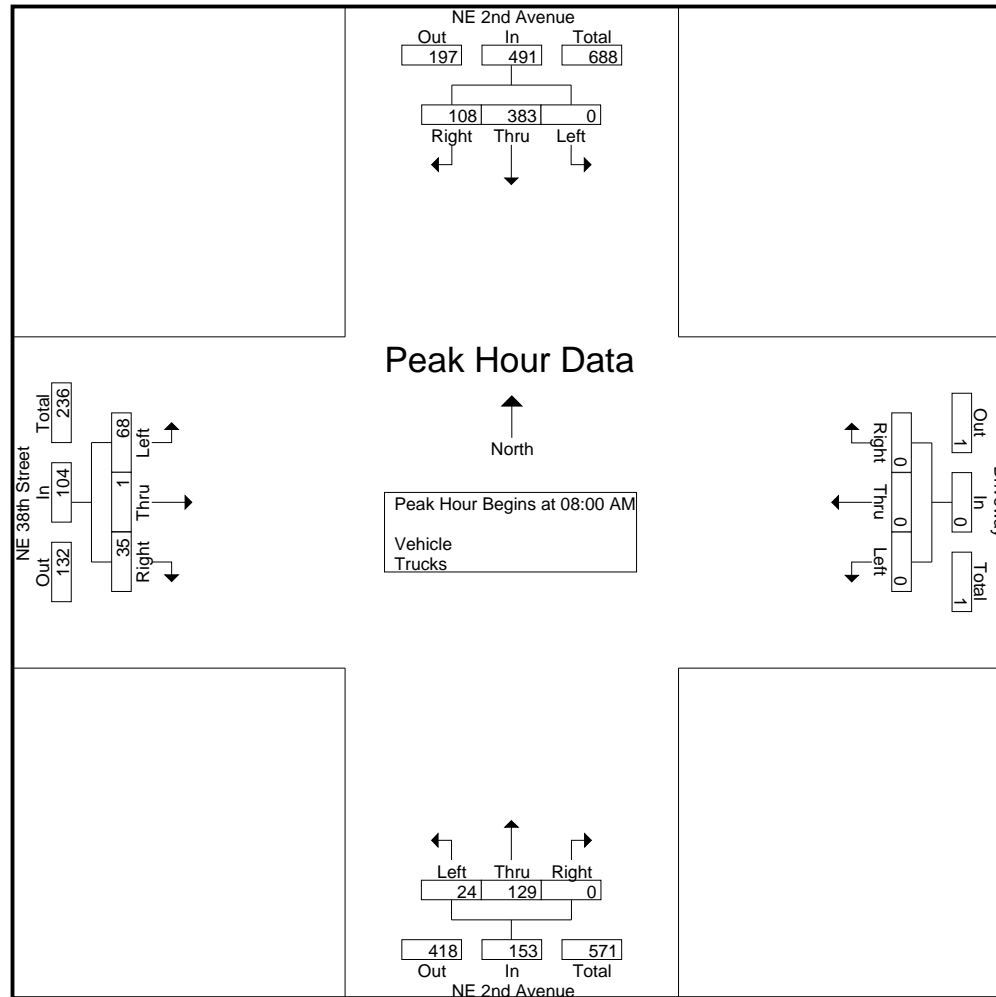 NE 2nd Avenue
Out In Total
197 491 688
108 383 0
Right Thru Left
Peak Hour Data
North
Peak Hour Begins at 08:00 AM
Vehicle
Trucks
NE 38th Street
Out In Total
132 104 236
35 1 68
Right Thru Left
Right Thru Left
0 0 0
Out In Total
1 0 1
Left Thru Right
24 129 0
418 153 571
Out In Total
NE 2nd Avenue